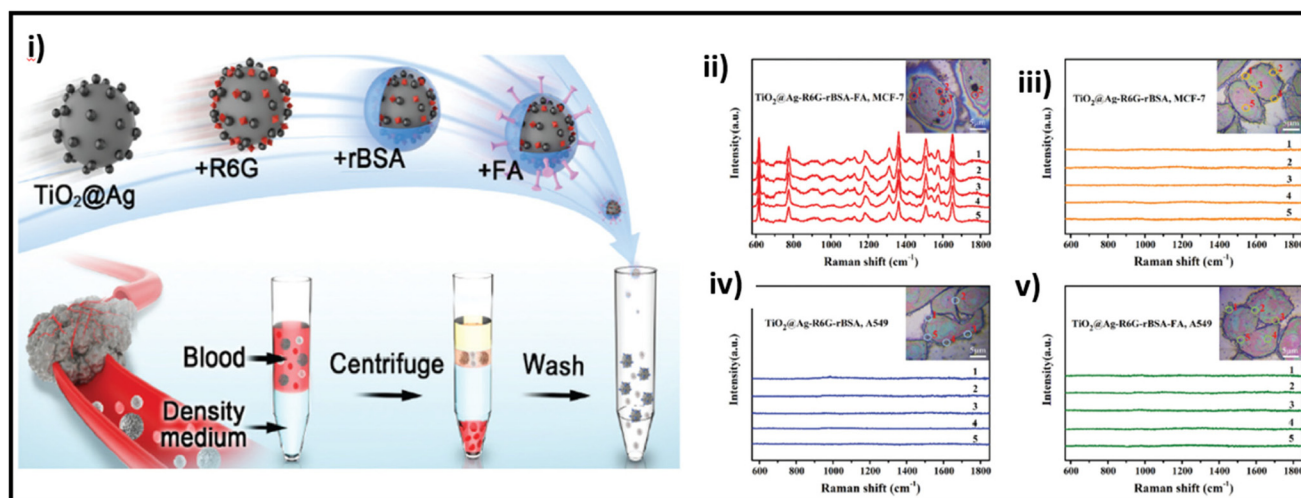 i)
TiO2@Ag
+R6G
+rBSA
+FA
Blood
Density
medium
Centrifuge
Wash
ii)
TiO₂@Ag-R6G-rBSA-FA, MCF-7
Intensity(a.u.)
1
2
3
4
5
600 800 1000 1200 1400 1600 1800
Raman shift (cm⁻¹)
iii)
TiO₂@Ag-R6G-rBSA, MCF-7
5μm
Intensity(a.u.)
1
2
3
4
5
600 800 1000 1200 1400 1600 1800
Raman shift (cm⁻¹)
iv)
TiO₂@Ag-R6G-rBSA, A549
5μm
Intensity(a.u.)
1
2
3
4
5
600 800 1000 1200 1400 1600 1800
Raman shift (cm⁻¹)
v)
TiO₂@Ag-R6G-rBSA-FA, A549
5μm
Intensity(a.u.)
1
2
3
4
5
600 800 1000 1200 1400 1600 1800
Raman shift (cm⁻¹)